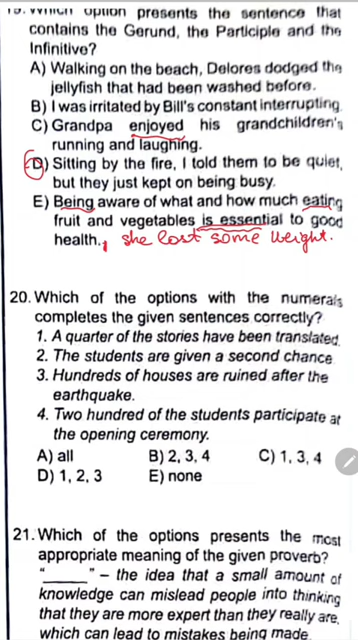 19. Which option presents the sentence that
contains the Gerund, the Participle and the
Infinitive?
A) Walking on the beach, Delores dodged the
jellyfish that had been washed before.
B) I was irritated by Bill's constant interrupting.
C) Grandpa enjoyed his grandchildren's
running and laughing.
D) Sitting by the fire, I told them to be quiet,
but they just kept on being busy.
E) Being aware of what and how much eating
fruit and vegetables is essential to good
health., she lost some weight.
20. Which of the options with the numerals
completes the given sentences correctly?
1. A quarter of the stories have been translated.
2. The students are given a second chance
3. Hundreds of houses are ruined after the
earthquake.
4. Two hundred of the students participate at
the opening ceremony.
A) all B) 2, 3, 4 C) 1, 3, 4
D) 1, 2, 3 E) none
21. Which of the options presents the most
appropriate meaning of the given proverb?
"______" – the idea that a small amount of
knowledge can mislead people into thinking
that they are more expert than they really are,
which can lead to mistakes being made.